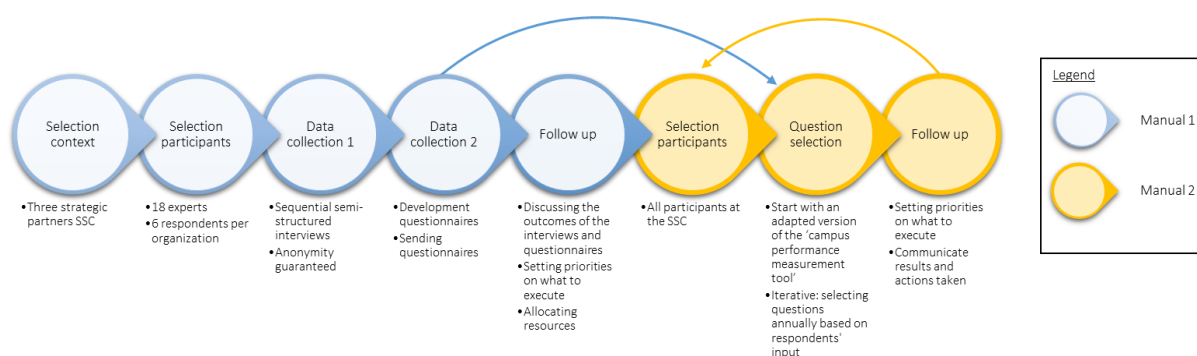 Selection
context
Selection
participants
Data
collection 1
Data
collection 2
Follow up
Selection
participants
Question
selection
Follow up
•Three strategic
partners SSC
•18 experts
•6 respondents per
organization
•Sequential semi-
structured
interviews
•Anonymity
guaranteed
•Development
questionnaires
•Sending
questionnaires
•Discussing the
outcomes of the
interviews and
questionnaires
•Setting priorities
on what to
execute
•Allocating
resources
•All participants at
the SSC
•Start with an
adapted version
of the ‘campus
performance
measurement
tool’
•Iterative: selecting
questions
annually based on
respondents’
input
•Setting priorities
on what to
execute
•Communicate
results and
actions taken
Legend
Manual 1
Manual 2